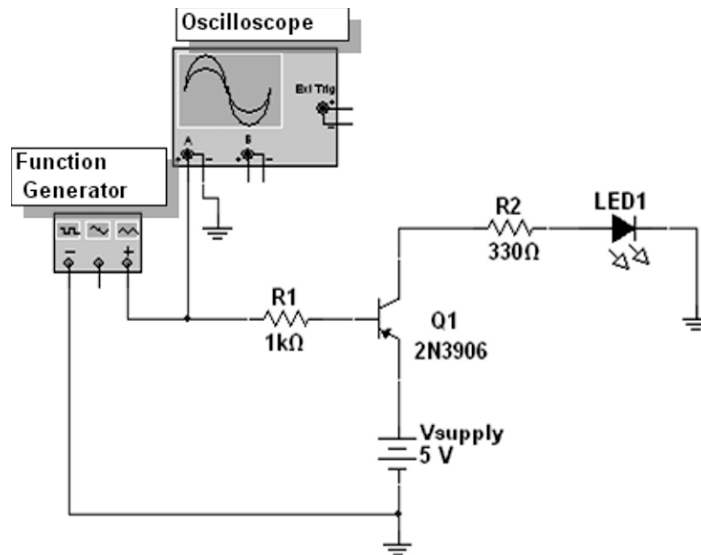 Oscilloscope
Ext Trig
+
-
A
B
+ - + -
Function
Generator
- +
R1
1kΩ
R2
330Ω
LED1
Q1
2N3906
Vsupply
5 V